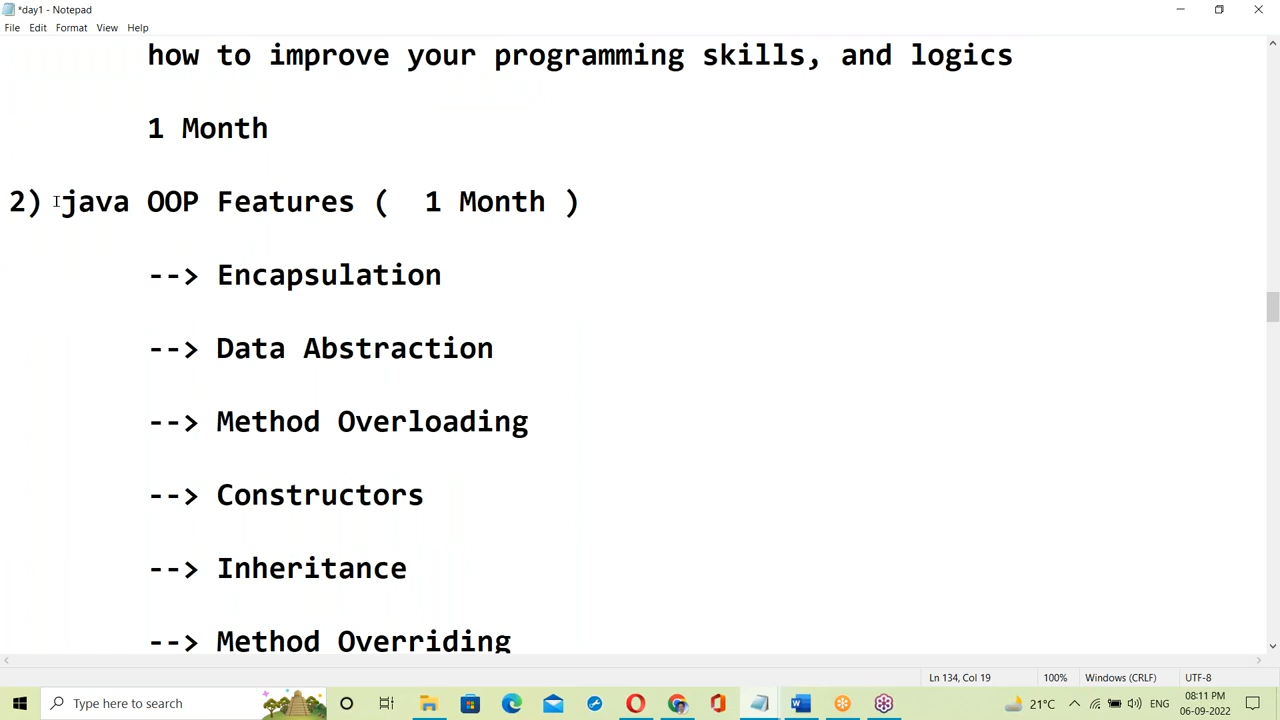 *day1 - Notepad
File Edit Format View Help
how to improve your programming skills, and logics
1 Month
2) java OOP Features (  1 Month )
--> Encapsulation
--> Data Abstraction
--> Method Overloading
--> Constructors
--> Inheritance
--> Method Overriding
Ln 134, Col 19 100% Windows (CRLF) UTF-8
Type here to search 21°C ENG 08:11 PM
06-09-2022